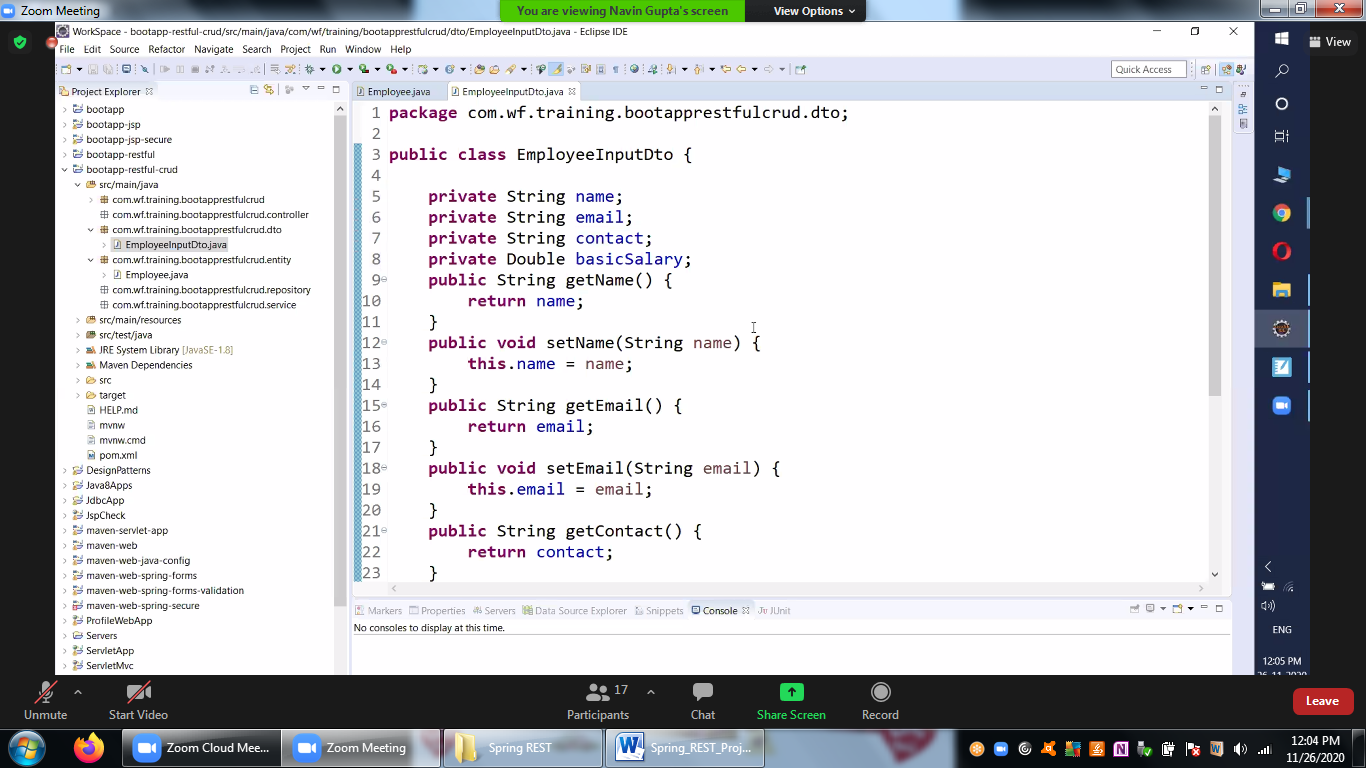 Zoom Meeting
You are viewing Navin Gupta's screen
View Options
View
WorkSpace - bootapp-restful-crud/src/main/java/com/wf/training/bootapprestfulcrud/dto/EmployeeInputDto.java - Eclipse IDE
File Edit Source Refactor Navigate Search Project Run Window Help
Quick Access
Project Explorer
bootapp
bootapp-jsp
bootapp-jsp-secure
bootapp-restful
bootapp-restful-crud
src/main/java
com.wf.training.bootapprestfulcrud
com.wf.training.bootapprestfulcrud.controller
com.wf.training.bootapprestfulcrud.dto
EmployeeInputDto.java
com.wf.training.bootapprestfulcrud.entity
Employee.java
com.wf.training.bootapprestfulcrud.repository
com.wf.training.bootapprestfulcrud.service
src/main/resources
src/test/java
JRE System Library [JavaSE-1.8]
Maven Dependencies
src
target
HELP.md
mvnw
mvnw.cmd
pom.xml
DesignPatterns
Java8Apps
JdbcApp
JspCheck
maven-servlet-app
maven-web
maven-web-java-config
maven-web-spring-forms
maven-web-spring-forms-validation
maven-web-spring-secure
ProfileWebApp
Servers
ServletApp
ServletMvc
Employee.java EmployeeInputDto.java
1 package com.wf.training.bootapprestfulcrud.dto;
2
3 public class EmployeeInputDto {
4
5 private String name;
6 private String email;
7 private String contact;
8 private Double basicSalary;
9 public String getName() {
10 return name;
11 }
12 public void setName(String name) {
13 this.name = name;
14 }
15 public String getEmail() {
16 return email;
17 }
18 public void setEmail(String email) {
19 this.email = email;
20 }
21 public String getContact() {
22 return contact;
23 }
Markers Properties Servers Data Source Explorer Snippets Console JUnit
No consoles to display at this time.
ENG
12:05 PM
Unmute
Start Video
Participants 17
Chat
Share Screen
Record
Leave
Zoom Cloud Mee...
Zoom Meeting
Spring REST
Spring_REST_Proj...
12:04 PM
11/26/2020